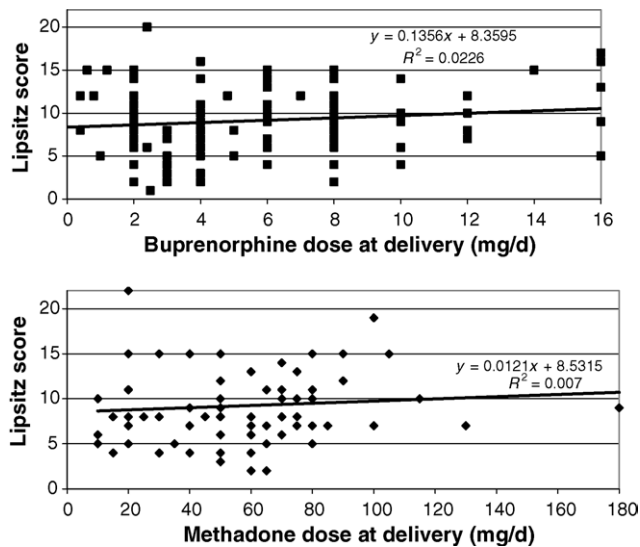 20
y = 0.1356x + 8.3595
R² = 0.0226
15
10
5
0
Lipsitz score
0 2 4 6 8 10 12 14 16
Buprenorphine dose at delivery (mg/d)
20
15
y = 0.0121x + 8.5315
R² = 0.007
10
5
0
Lipsitz score
0 20 40 60 80 100 120 140 160 180
Methadone dose at delivery (mg/d)